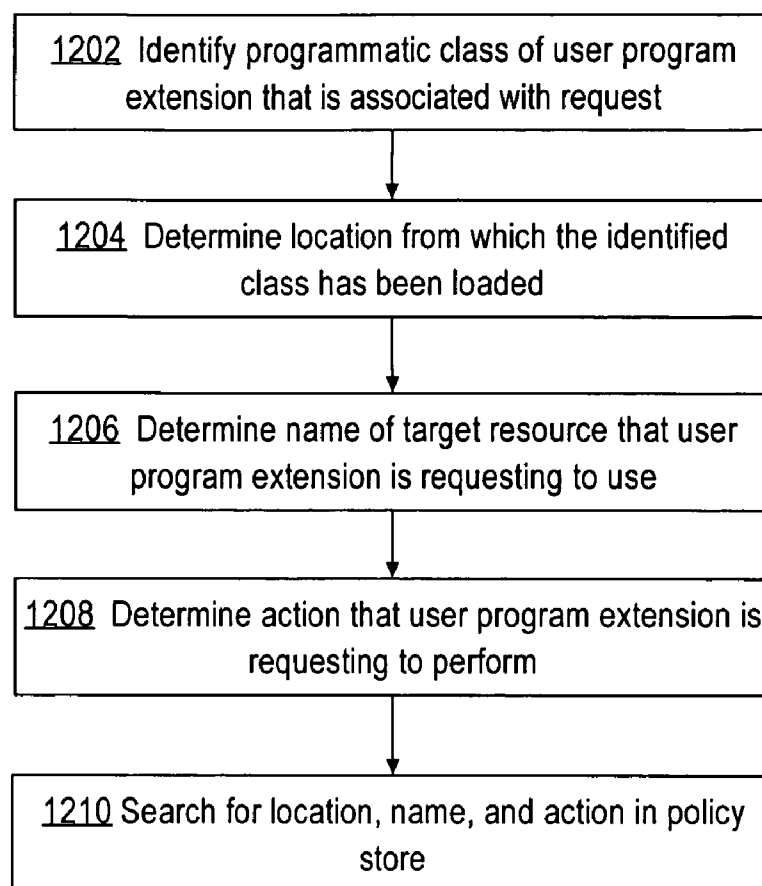 1202 Identify programmatic class of user program
extension that is associated with request
1204 Determine location from which the identified
class has been loaded
1206 Determine name of target resource that user
program extension is requesting to use
1208 Determine action that user program extension is
requesting to perform
1210 Search for location, name, and action in policy
store